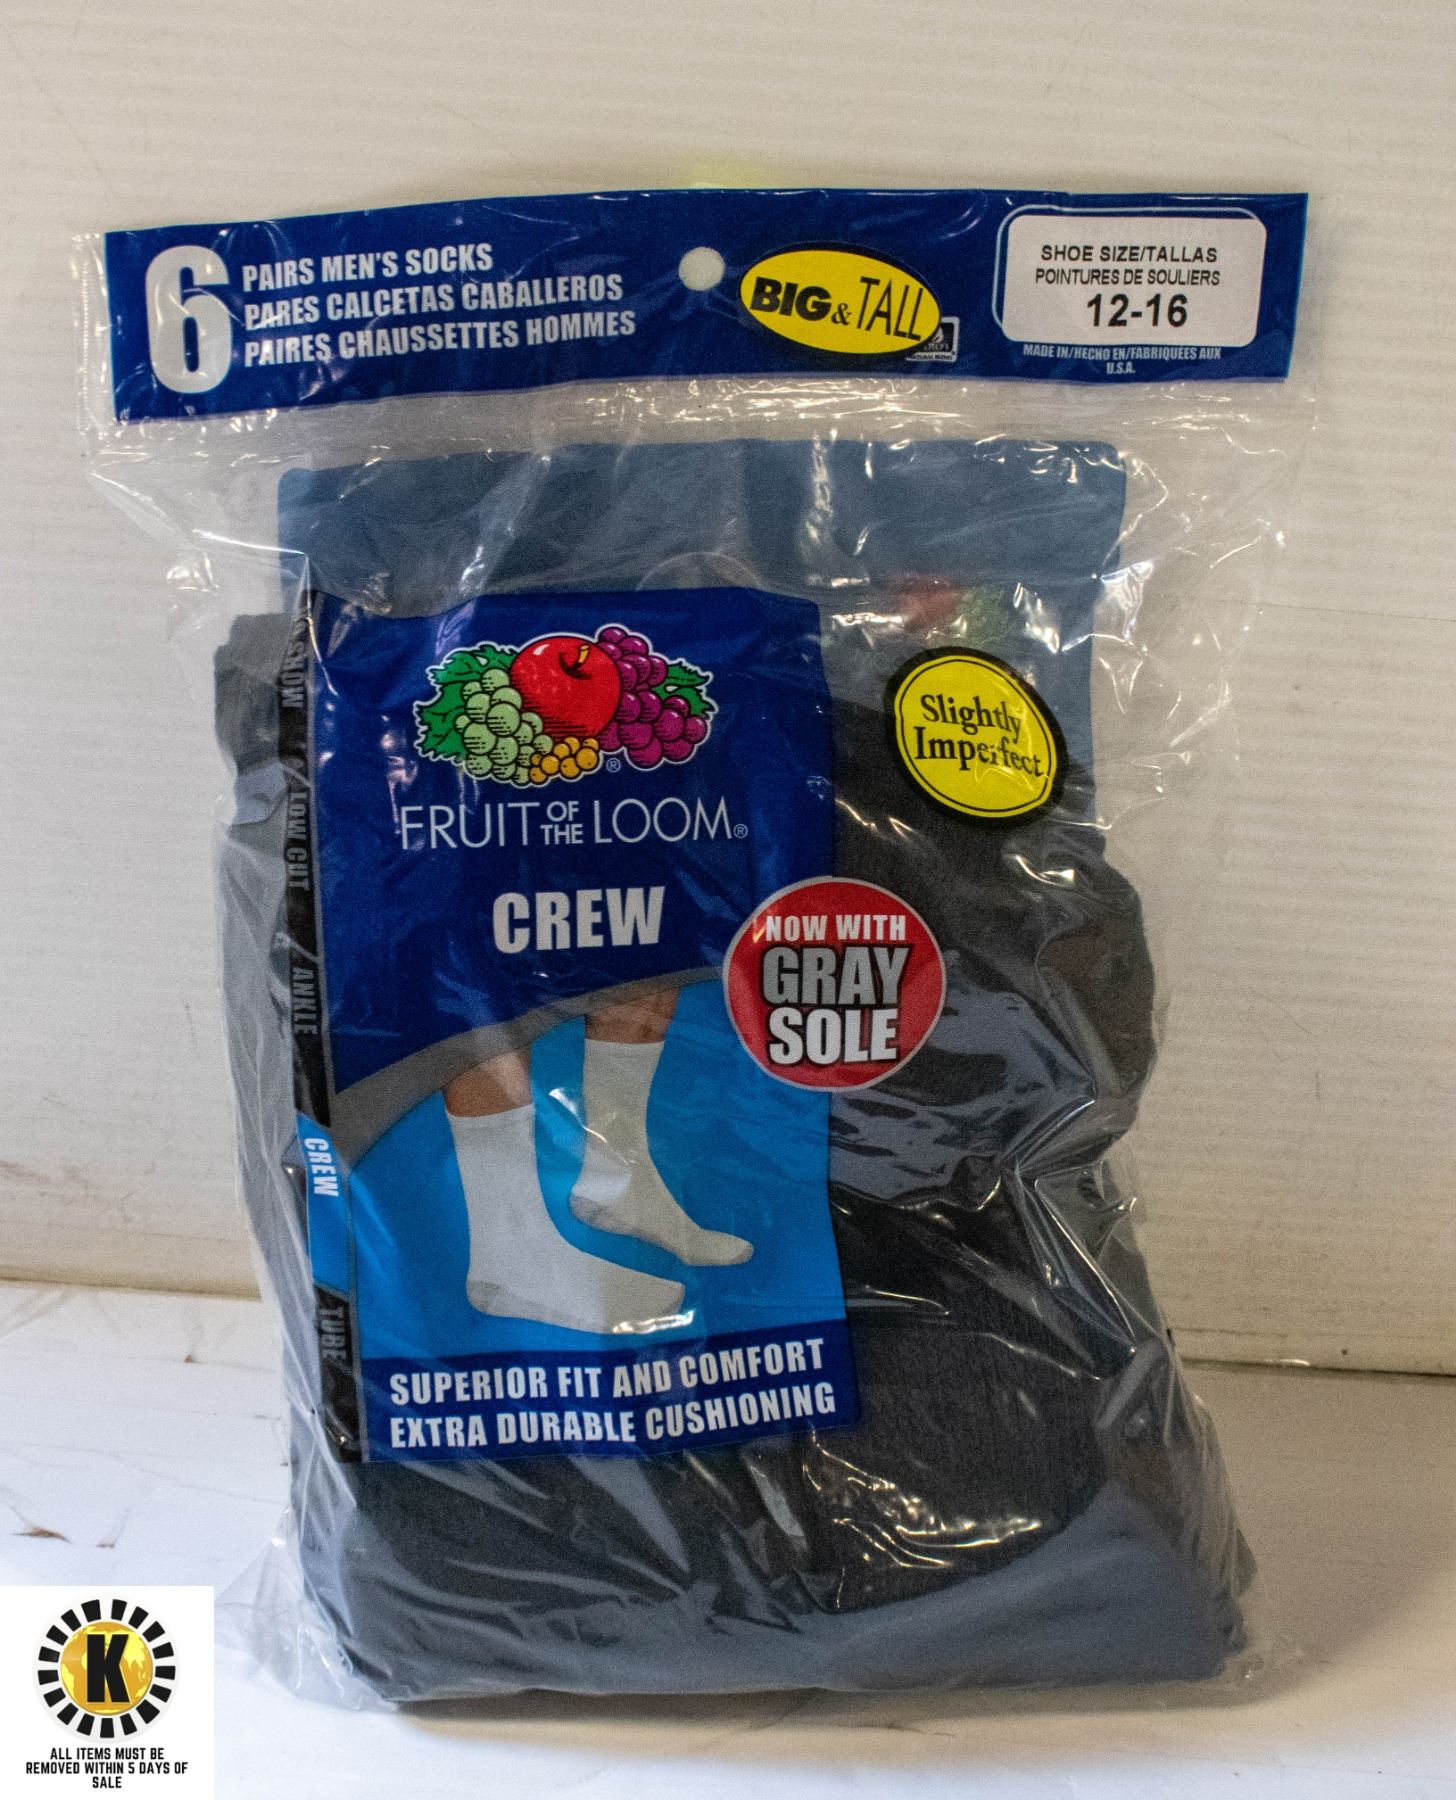 6
PAIRS MEN'S SOCKS
PARES CALCETAS CABALLEROS
PAIRES CHAUSSETTES HOMMES
BIG & TALL
SHOE SIZE/TALLAS
POINTURES DE SOULIERS
12-16
MADE IN/HECHO EN/FABRIQUÉES AUX
U.S.A.
FRUIT OF THE LOOM®
CREW
Slightly
Imperfect
NOW WITH
GRAY
SOLE
LOW CUT
ANKLE
CREW
TUBE
SUPERIOR FIT AND COMFORT
EXTRA DURABLE CUSHIONING
K
ALL ITEMS MUST BE
REMOVED WITHIN 5 DAYS OF
SALE